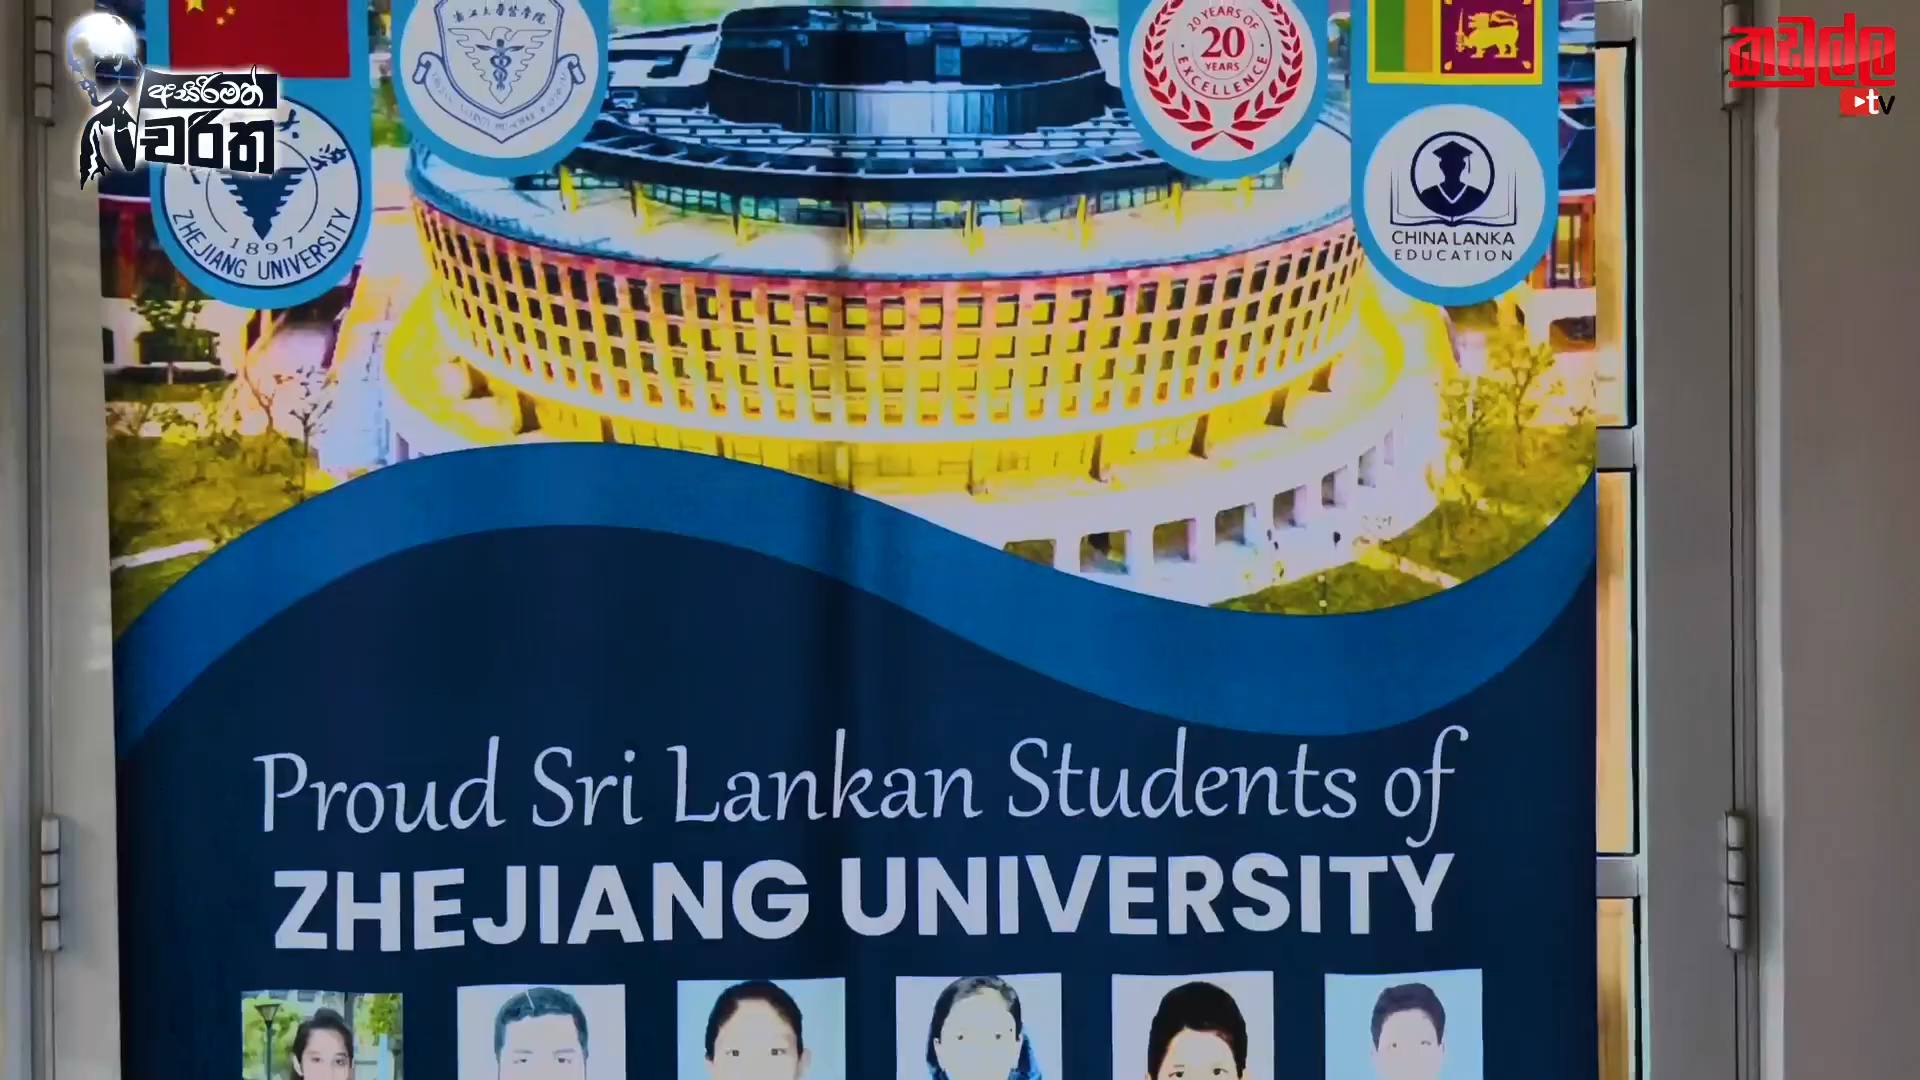 අසිරිමත්
චරිත
කඩුල්ල
tv
20 YEARS OF
20
YEARS
EXCELLENCE
1897
ZHEJIANG UNIVERSITY
CHINA LANKA
EDUCATION
Proud Sri Lankan Students of
ZHEJIANG UNIVERSITY